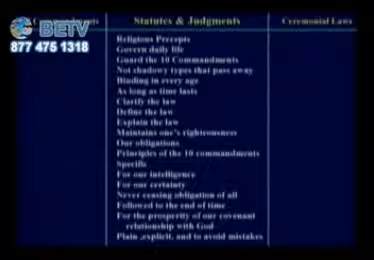 BETV
Commandments Statutes & Judgments Ceremonial Laws
877 475 1318
Religious Precepts
Govern daily life
Guard the 10 Commandments
Not shadowy types that pass away
Binding in every age
As long as time lasts
Clarify the law
Define the law
Explain the law
Maintains one's righteousness
Our obligations
Principles of the 10 commandments
Specific
For our intelligence
For our certainty
Never ceasing obligation of all
Followed to the end of time
For the prosperity of our covenant
relationship with God
Plain ,explicit, and to avoid mistakes